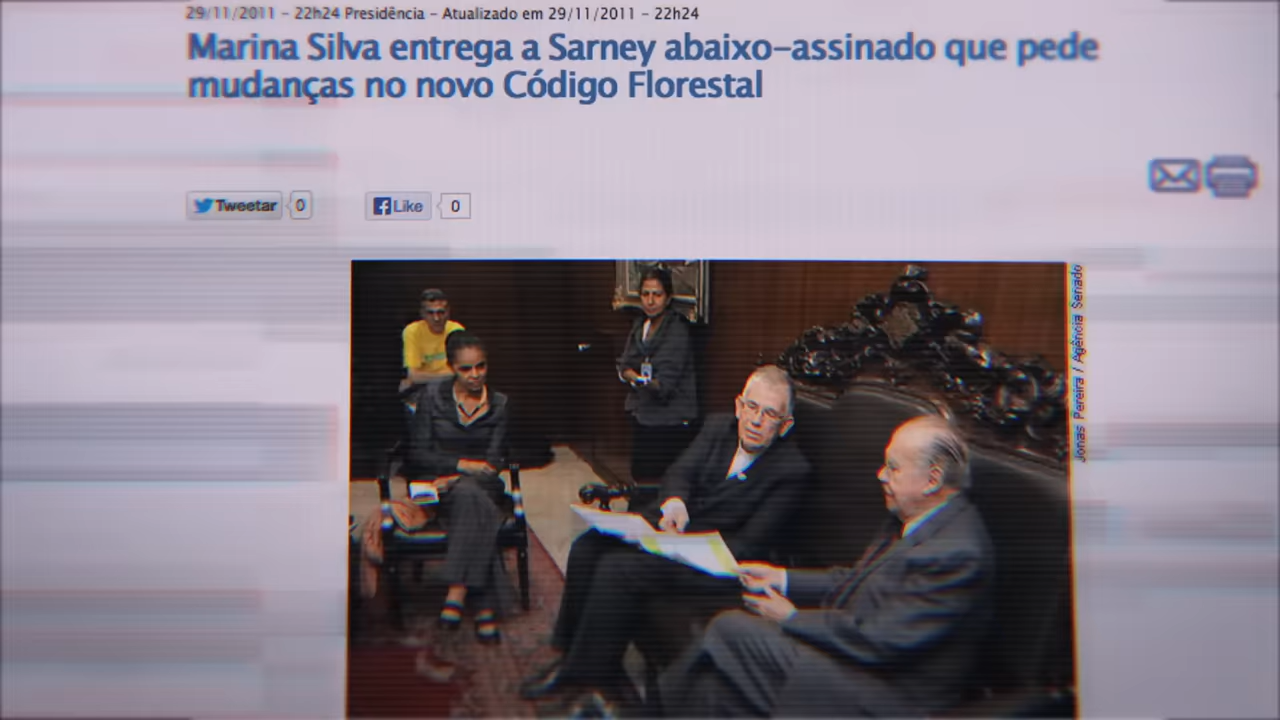 29/11/2011 - 22h24 Presidência - Atualizado em 29/11/2011 - 22h24
Marina Silva entrega a Sarney abaixo-assinado que pede
mudanças no novo Código Florestal
Tweetar 0
Like 0
Jonas Pereira / Agência Senado